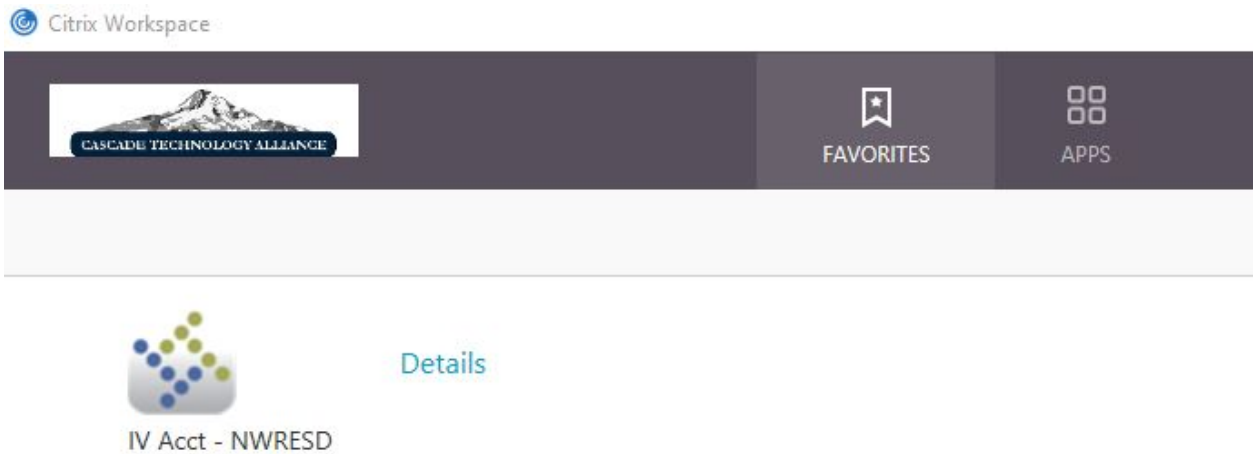 Citrix Workspace
CASCADE TECHNOLOGY ALLIANCE
FAVORITES
APPS
Details
IV Acct - NWRESD